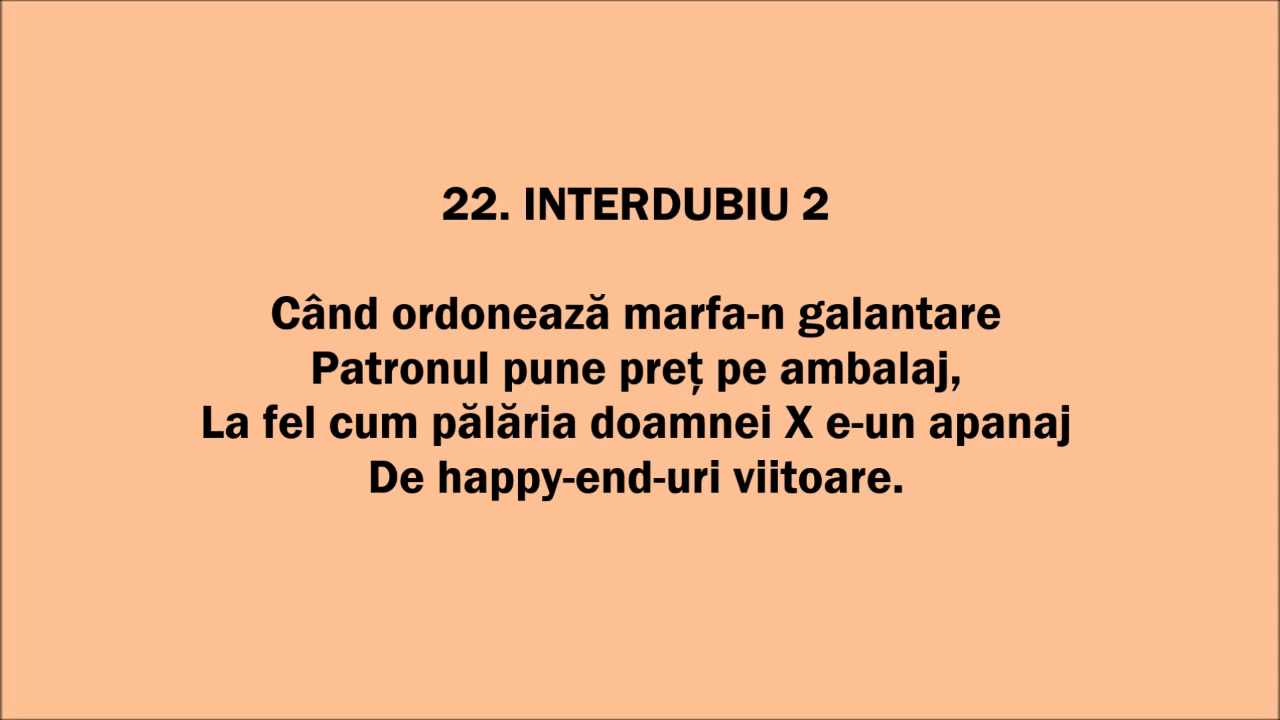 22. INTERDUBIU 2
Când ordonează marfa-n galantare
Patronul pune preț pe ambalaj,
La fel cum pălăria doamnei X e-un apanaj
De happy-end-uri viitoare.